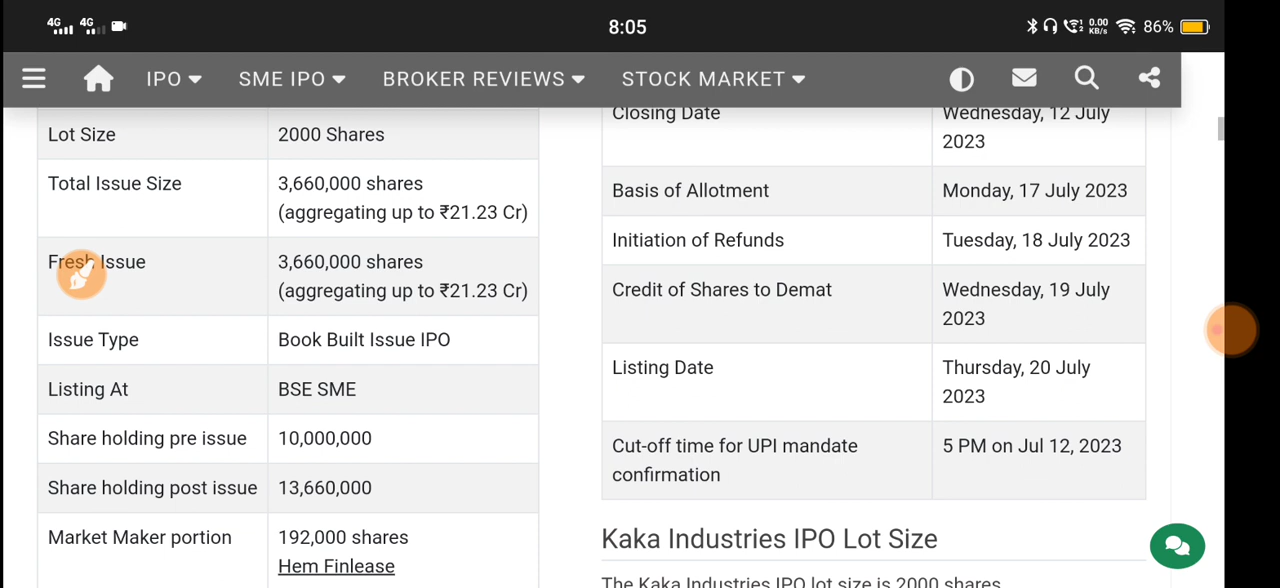 4G 4G 8:05 2 0.00 KB/s 86%
IPO SME IPO BROKER REVIEWS STOCK MARKET
Lot Size 2000 Shares
Total Issue Size 3,660,000 shares
(aggregating up to ₹21.23 Cr)
Fresh Issue 3,660,000 shares
(aggregating up to ₹21.23 Cr)
Issue Type Book Built Issue IPO
Listing At BSE SME
Share holding pre issue 10,000,000
Share holding post issue 13,660,000
Market Maker portion 192,000 shares
Hem Finlease
Closing Date Wednesday, 12 July
2023
Basis of Allotment Monday, 17 July 2023
Initiation of Refunds Tuesday, 18 July 2023
Credit of Shares to Demat Wednesday, 19 July
2023
Listing Date Thursday, 20 July
2023
Cut-off time for UPI mandate 5 PM on Jul 12, 2023
confirmation
Kaka Industries IPO Lot Size
The Kaka Industries IPO lot size is 2000 shares